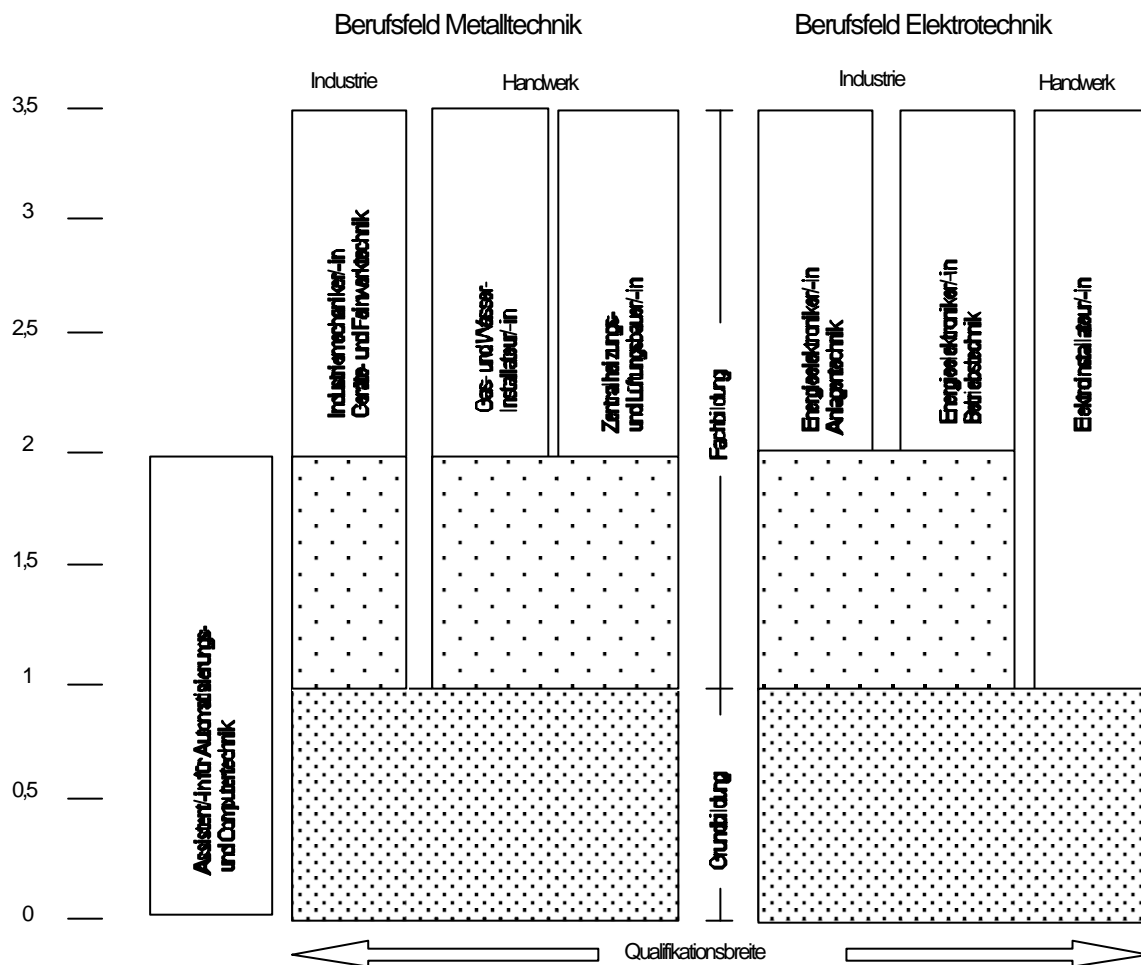 Berufsfeld Metalltechnik
Berufsfeld Elektrotechnik
Industrie
Handwerk
Industrie
Handwerk
3,5
3
2,5
2
1,5
1
0,5
0
Assistent/-in für Automatisierungs-
und Computertechnik
Industriemechaniker/-in
Geräte- und Feinwerktechnik
Gas- und Wasser-
Installateur/-in
Zentralheizungs-
und Lüftungsbauer/-in
Fachbildung
Grundbildung
Energieelektroniker/-in
Anlagentechnik
Energieelektroniker/-in
Betriebstechnik
Elektroinstallateur/-in
Qualifikationsbreite